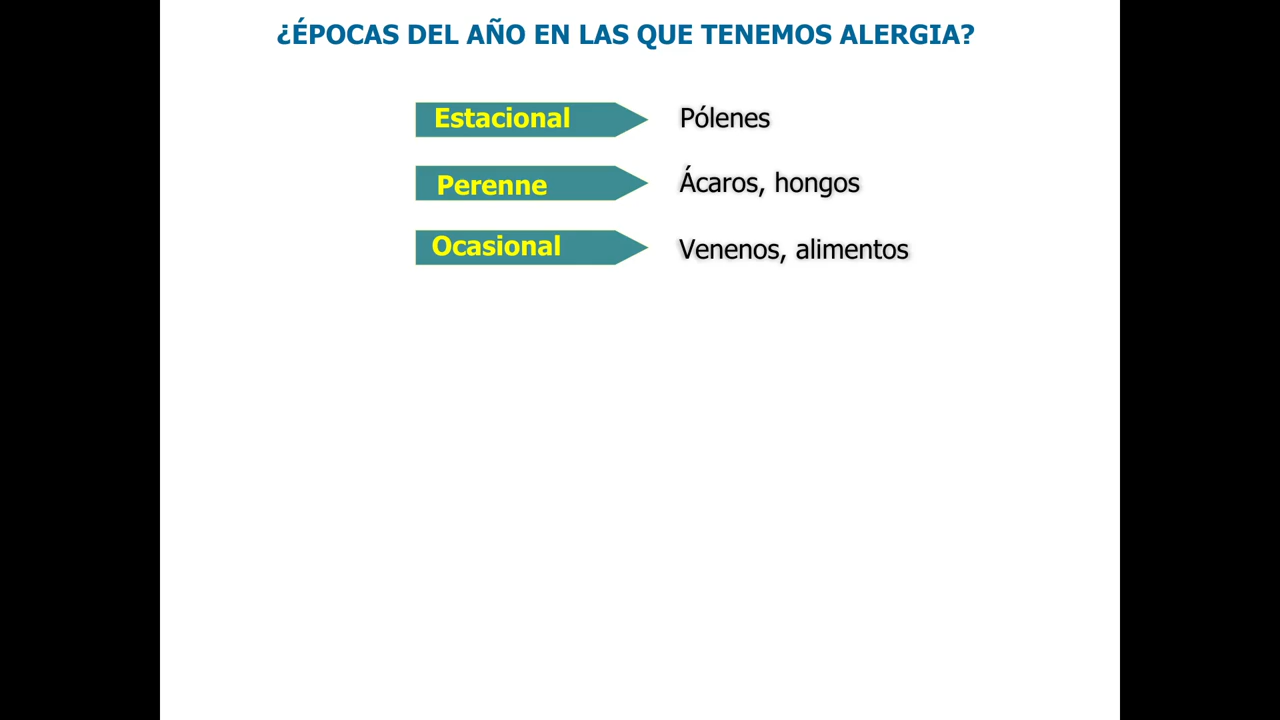 ¿ÉPOCAS DEL AÑO EN LAS QUE TENEMOS ALERGIA?
Estacional Pólenes
Perenne Ácaros, hongos
Ocasional Venenos, alimentos